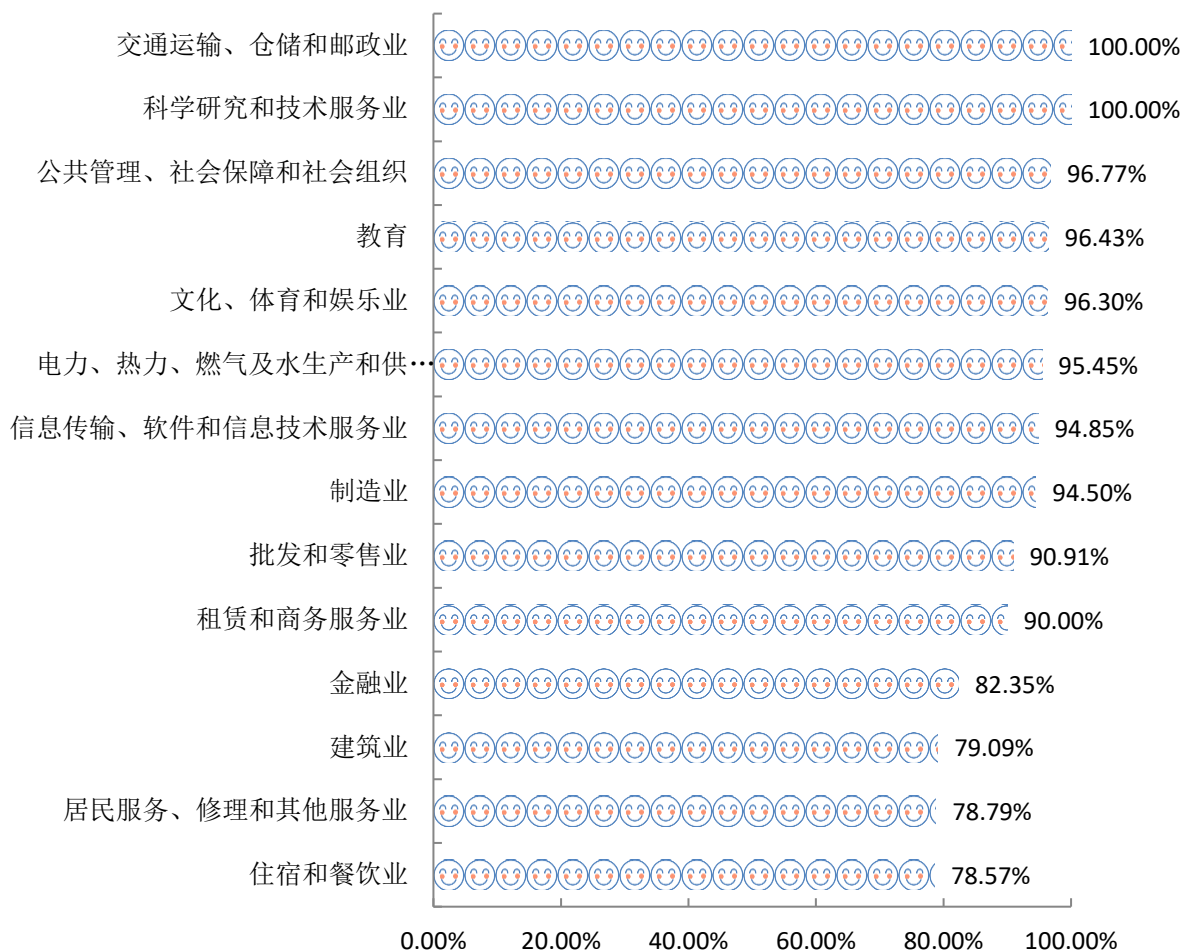 交通运输、仓储和邮政业 100.00%
科学研究和技术服务业 100.00%
公共管理、社会保障和社会组织 96.77%
教育 96.43%
文化、体育和娱乐业 96.30%
电力、热力、燃气及水生产和供… 95.45%
信息传输、软件和信息技术服务业 94.85%
制造业 94.50%
批发和零售业 90.91%
租赁和商务服务业 90.00%
金融业 82.35%
建筑业 79.09%
居民服务、修理和其他服务业 78.79%
住宿和餐饮业 78.57%
0.00% 20.00% 40.00% 60.00% 80.00% 100.00%